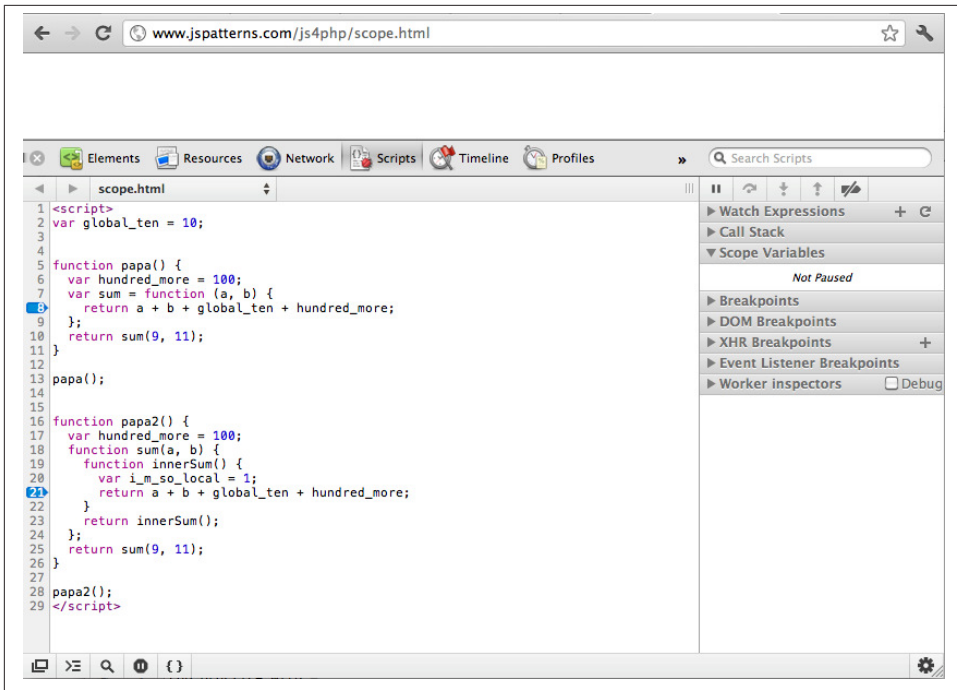 www.jspatterns.com/js4php/scope.html
Elements Resources Network Scripts Timeline Profiles » Search Scripts
scope.html
1 <script>
2 var global_ten = 10;
3
4
5 function papa() {
6   var hundred_more = 100;
7   var sum = function (a, b) {
8     return a + b + global_ten + hundred_more;
9   };
10   return sum(9, 11);
11 }
12
13 papa();
14
15
16 function papa2() {
17   var hundred_more = 100;
18   function sum(a, b) {
19     function innerSum() {
20       var i_m_so_local = 1;
21       return a + b + global_ten + hundred_more;
22     }
23     return innerSum();
24   };
25   return sum(9, 11);
26 }
27
28 papa2();
29 </script>
Watch Expressions
Call Stack
Scope Variables
Not Paused
Breakpoints
DOM Breakpoints
XHR Breakpoints
Event Listener Breakpoints
Worker inspectors Debug